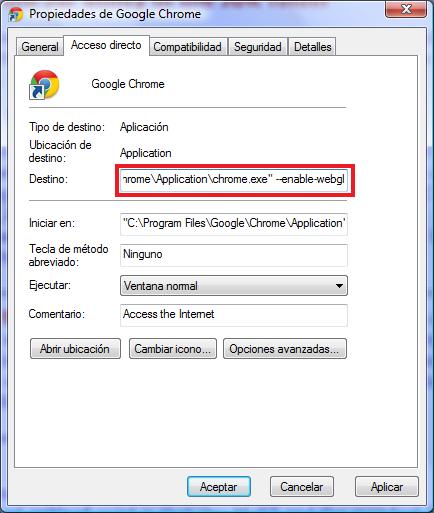 Propiedades de Google Chrome
General Acceso directo Compatibilidad Seguridad Detalles
Google Chrome
Tipo de destino: Aplicación
Ubicación de destino: Application
Destino: hrome\Application\chrome.exe" --enable-webgl
Iniciar en: "C:\Program Files\Google\Chrome\Application"
Tecla de método abreviado: Ninguno
Ejecutar: Ventana normal
Comentario: Access the Internet
Abrir ubicación Cambiar icono... Opciones avanzadas...
Aceptar Cancelar Aplicar